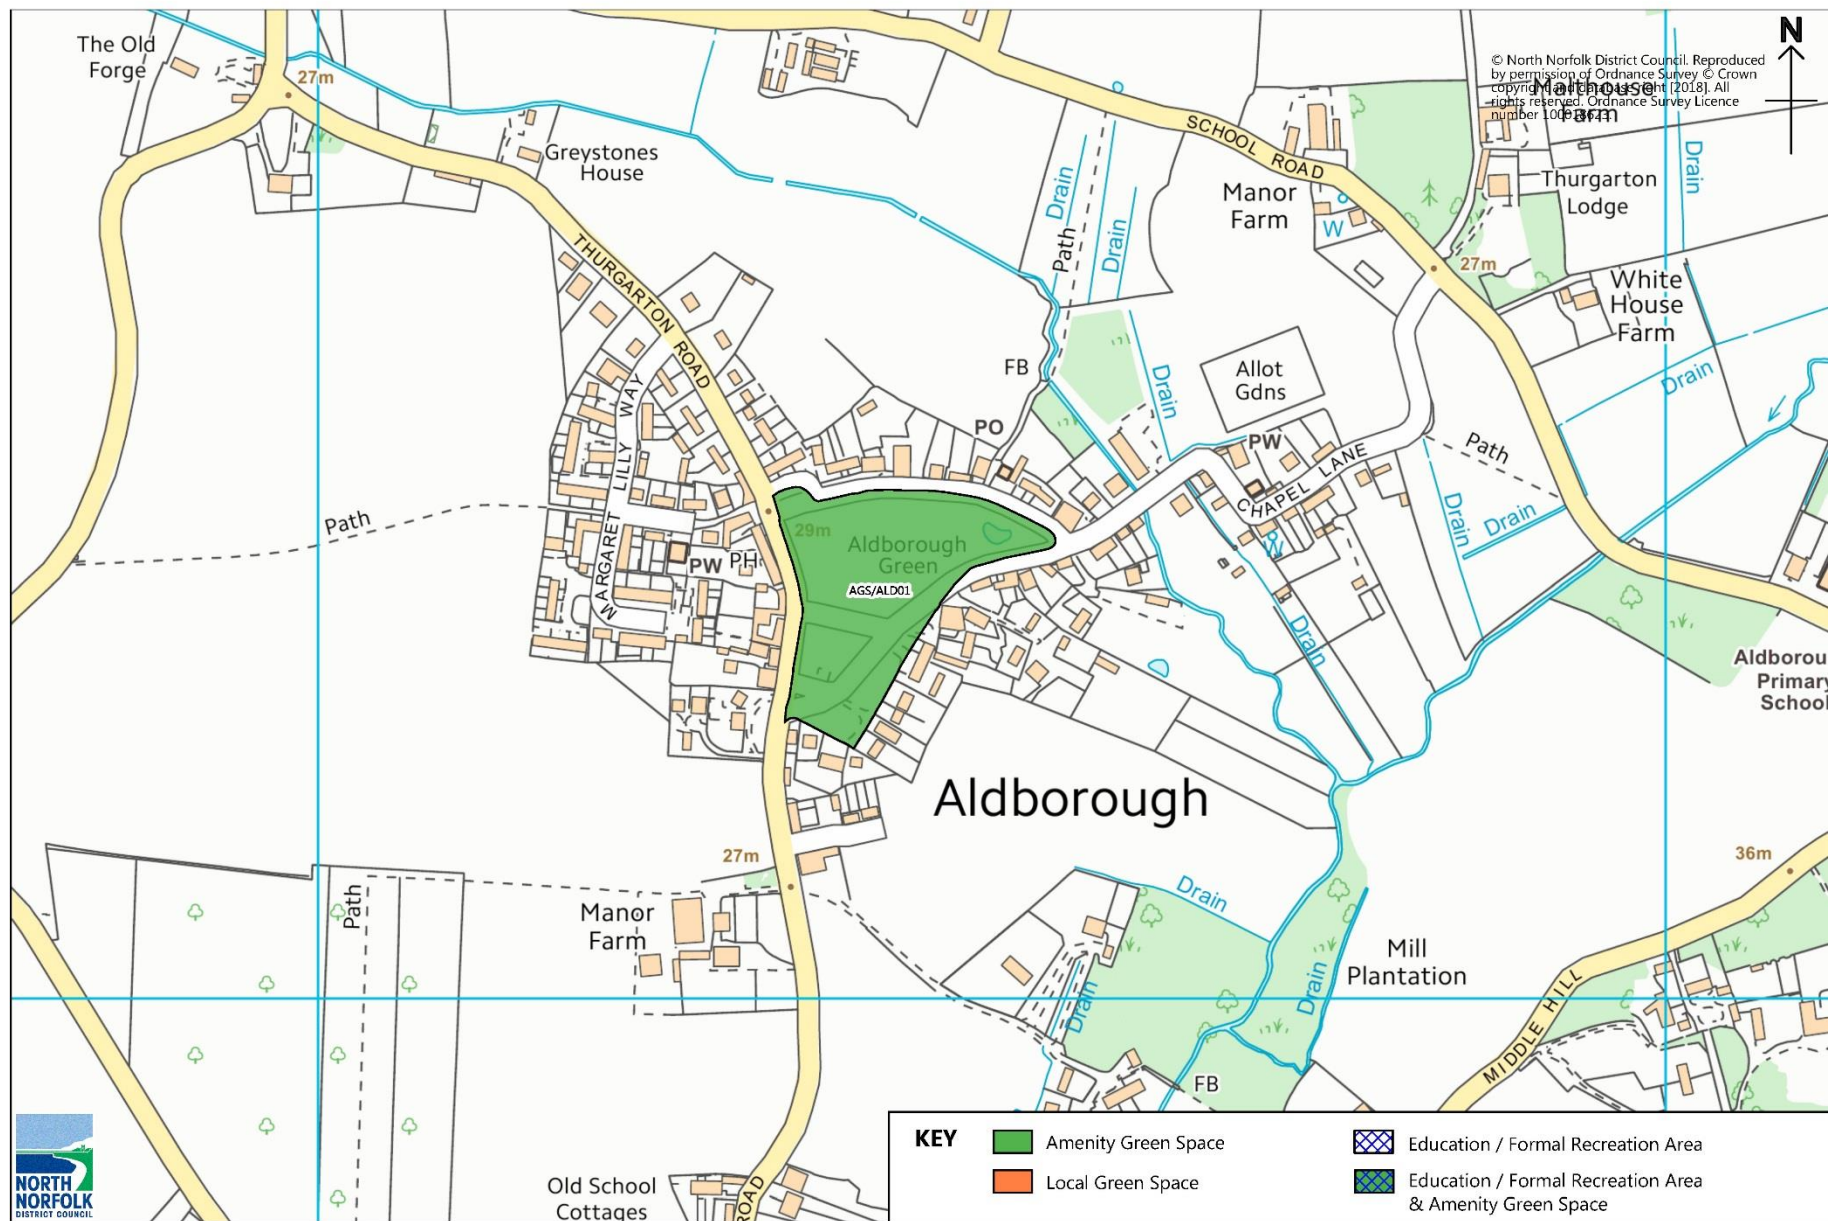 The Old
Forge
27m
N
© North Norfolk District Council. Reproduced
by permission of Ordnance Survey © Crown
copyright and database right [2018]. All
rights reserved. Ordnance Survey Licence
Malthouse
Farm
Greystones
House
SCHOOL ROAD
Drain
Manor
Farm
W
Thurgarton
Lodge
Drain
Path
Drain
27m
White
House
Farm
THURGARTON ROAD
FB
Drain
Allot
Gdns
Drain
MARGARET LILLY WAY
PO
PW
CHAPEL LANE
Path
Path
29m
Aldborough
Green
AGS/ALD01
PW
PH
W
Drain
Drain
Drain
Aldborou
Primary
School
Aldborough
27m
36m
Path
Manor
Farm
Drain
Mill
Plantation
Drain
Drain
MIDDLE HILL
FB
Old School
Cottages
ROAD
NORTH
NORFOLK
DISTRICT COUNCIL
KEY
Amenity Green Space
Local Green Space
Education / Formal Recreation Area
Education / Formal Recreation Area
& Amenity Green Space